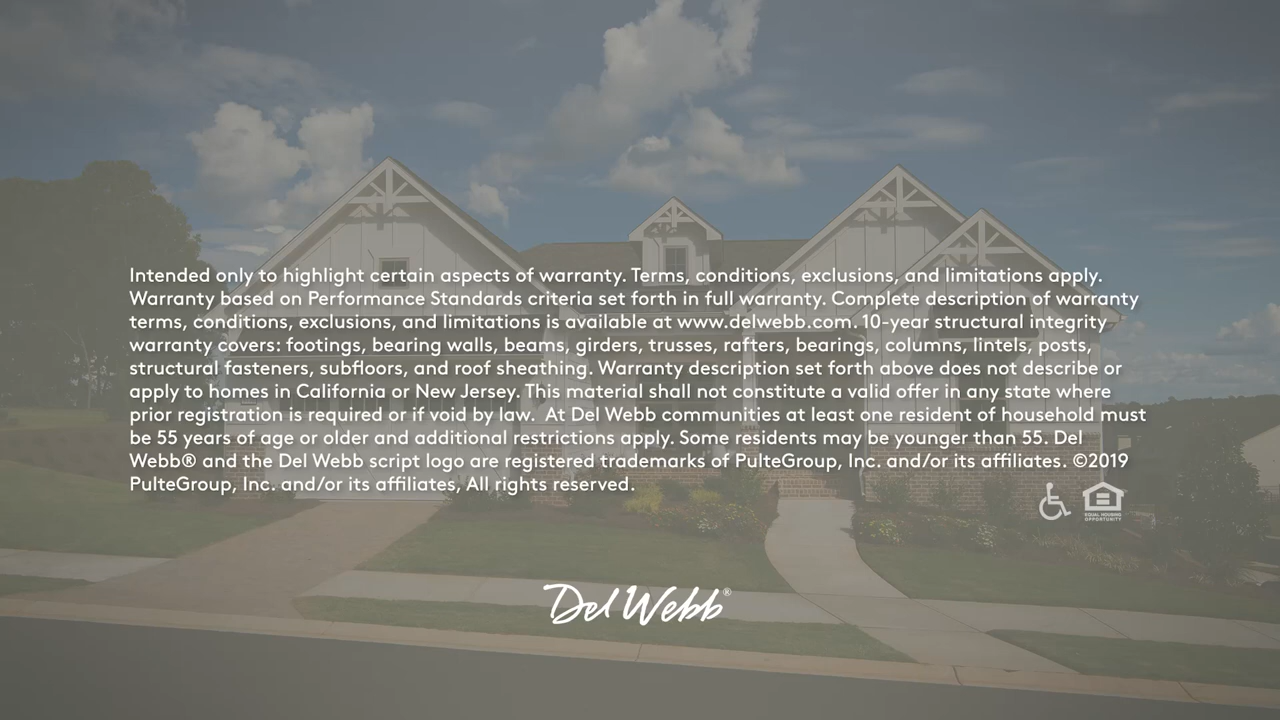 Intended only to highlight certain aspects of warranty. Terms, conditions, exclusions, and limitations apply.
Warranty based on Performance Standards criteria set forth in full warranty. Complete description of warranty
terms, conditions, exclusions, and limitations is available at www.delwebb.com. 10-year structural integrity
warranty covers: footings, bearing walls, beams, girders, trusses, rafters, bearings, columns, lintels, posts,
structural fasteners, subfloors, and roof sheathing. Warranty description set forth above does not describe or
apply to homes in California or New Jersey. This material shall not constitute a valid offer in any state where
prior registration is required or if void by law.  At Del Webb communities at least one resident of household must
be 55 years of age or older and additional restrictions apply. Some residents may be younger than 55. Del
Webb® and the Del Webb script logo are registered trademarks of PulteGroup, Inc. and/or its affiliates. ©2019
PulteGroup, Inc. and/or its affiliates, All rights reserved.
EQUAL HOUSING
OPPORTUNITY
Del Webb®